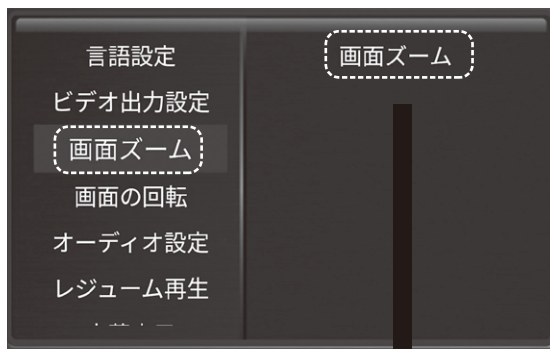 言語設定
ビデオ出力設定
画面ズーム
画面の回転
オーディオ設定
レジューム再生
画面ズーム